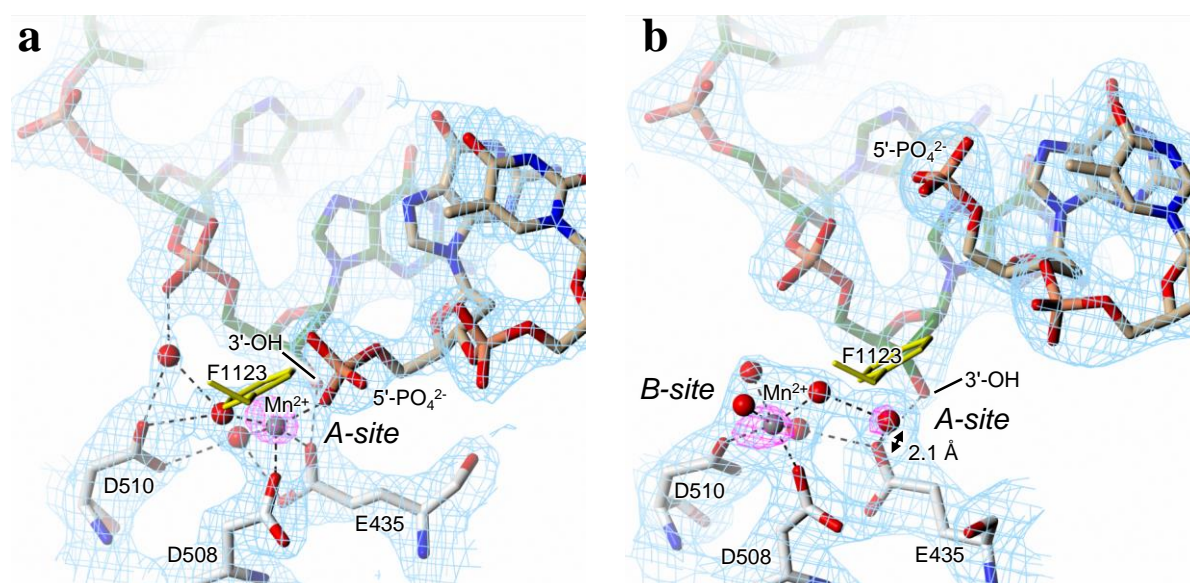 a
3'-OH
F1123
Mn²⁺
5'-PO₄²⁻
A-site
D510
E435
D508
b
5'-PO₄²⁻
F1123
B-site
Mn²⁺
3'-OH
A-site
2.1 Å
D510
D508
E435